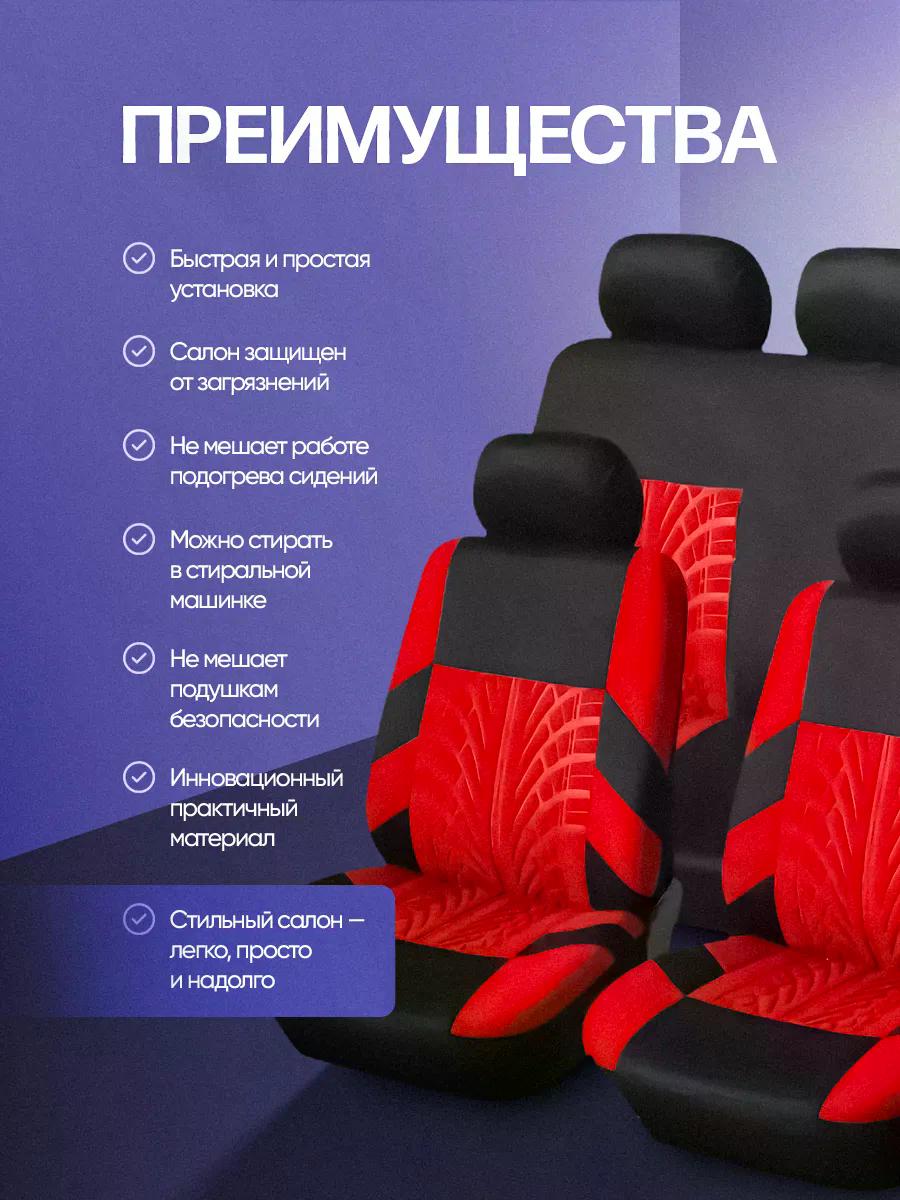 ПРЕИМУЩЕСТВА
Быстрая и простая
установка
Салон защищен
от загрязнений
Не мешает работе
подогрева сидений
Можно стирать
в стиральной
машинке
Не мешает
подушкам
безопасности
Инновационный
практичный
материал
Стильный салон —
легко, просто
и надолго